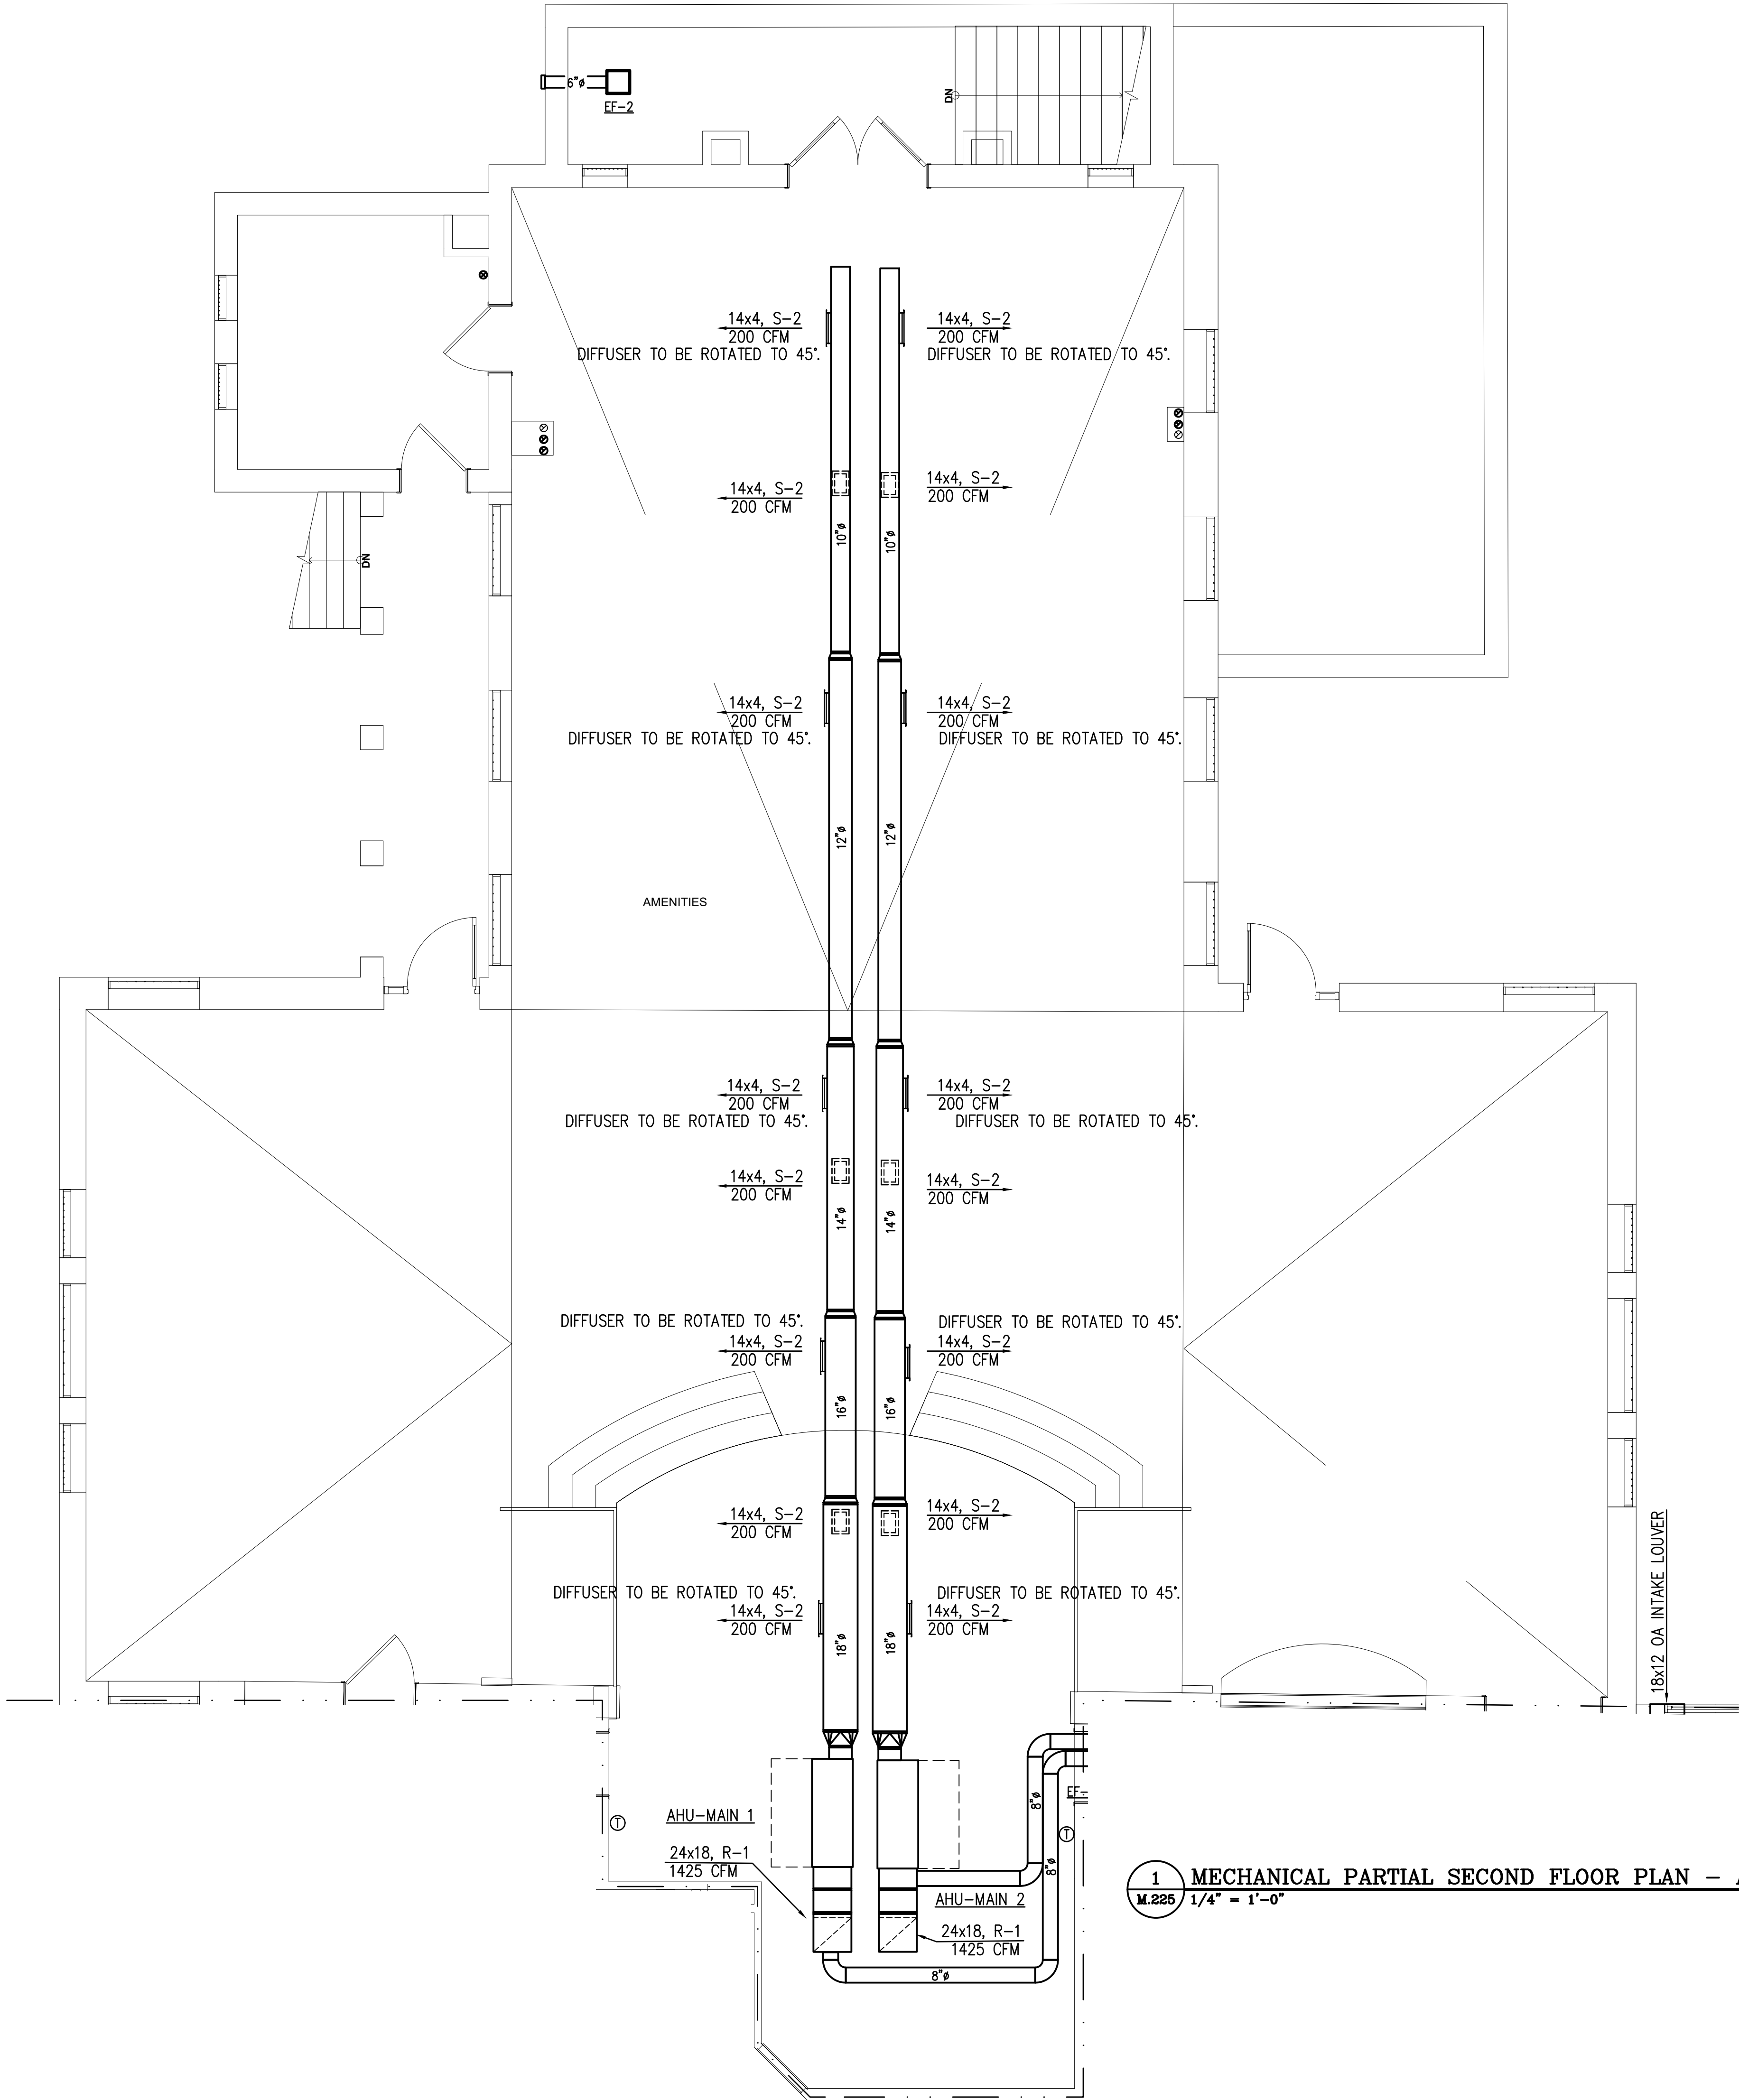 6"ø
EF-2
DN
14x4, S-2
200 CFM
DIFFUSER TO BE ROTATED TO 45°.
14x4, S-2
200 CFM
DIFFUSER TO BE ROTATED TO 45°.
14x4, S-2
200 CFM
14x4, S-2
200 CFM
10"ø
10"ø
DN
14x4, S-2
200 CFM
DIFFUSER TO BE ROTATED TO 45°.
14x4, S-2
200 CFM
DIFFUSER TO BE ROTATED TO 45°.
12"ø
12"ø
AMENITIES
14x4, S-2
200 CFM
DIFFUSER TO BE ROTATED TO 45°.
14x4, S-2
200 CFM
DIFFUSER TO BE ROTATED TO 45°.
14x4, S-2
200 CFM
14x4, S-2
200 CFM
14"ø
14"ø
DIFFUSER TO BE ROTATED TO 45°.
14x4, S-2
200 CFM
DIFFUSER TO BE ROTATED TO 45°.
14x4, S-2
200 CFM
16"ø
16"ø
14x4, S-2
200 CFM
14x4, S-2
200 CFM
DIFFUSER TO BE ROTATED TO 45°.
14x4, S-2
200 CFM
DIFFUSER TO BE ROTATED TO 45°.
14x4, S-2
200 CFM
18"ø
18"ø
18x12 OA INTAKE LOUVER
EF-
8"ø
8"ø
T
T
AHU-MAIN 1
24x18, R-1
1425 CFM
AHU-MAIN 2
24x18, R-1
1425 CFM
8"ø
1
M.225
MECHANICAL PARTIAL SECOND FLOOR PLAN -
1/4" = 1'-0"